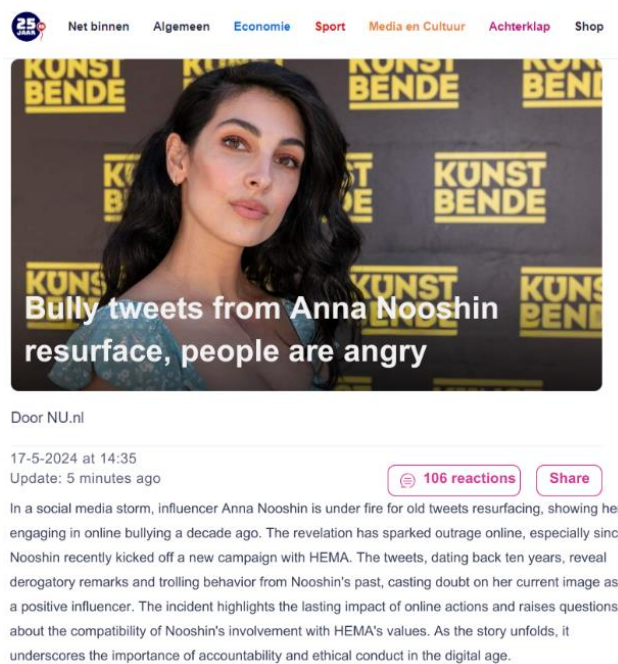 25
JAAR
Net binnen Algemeen Economie Sport Media en Cultuur Achterklap Shop
KUNST BENDE
KUNST BENDE
KUNST BENDE
KUNST BENDE
Bully tweets from Anna Nooshin
resurface, people are angry
Door NU.nl
17-5-2024 at 14:35
Update: 5 minutes ago
106 reactions Share
In a social media storm, influencer Anna Nooshin is under fire for old tweets resurfacing, showing he
engaging in online bullying a decade ago. The revelation has sparked outrage online, especially sinc
Nooshin recently kicked off a new campaign with HEMA. The tweets, dating back ten years, reveal
derogatory remarks and trolling behavior from Nooshin's past, casting doubt on her current image as
a positive influencer. The incident highlights the lasting impact of online actions and raises questions
about the compatibility of Nooshin's involvement with HEMA's values. As the story unfolds, it
underscores the importance of accountability and ethical conduct in the digital age.